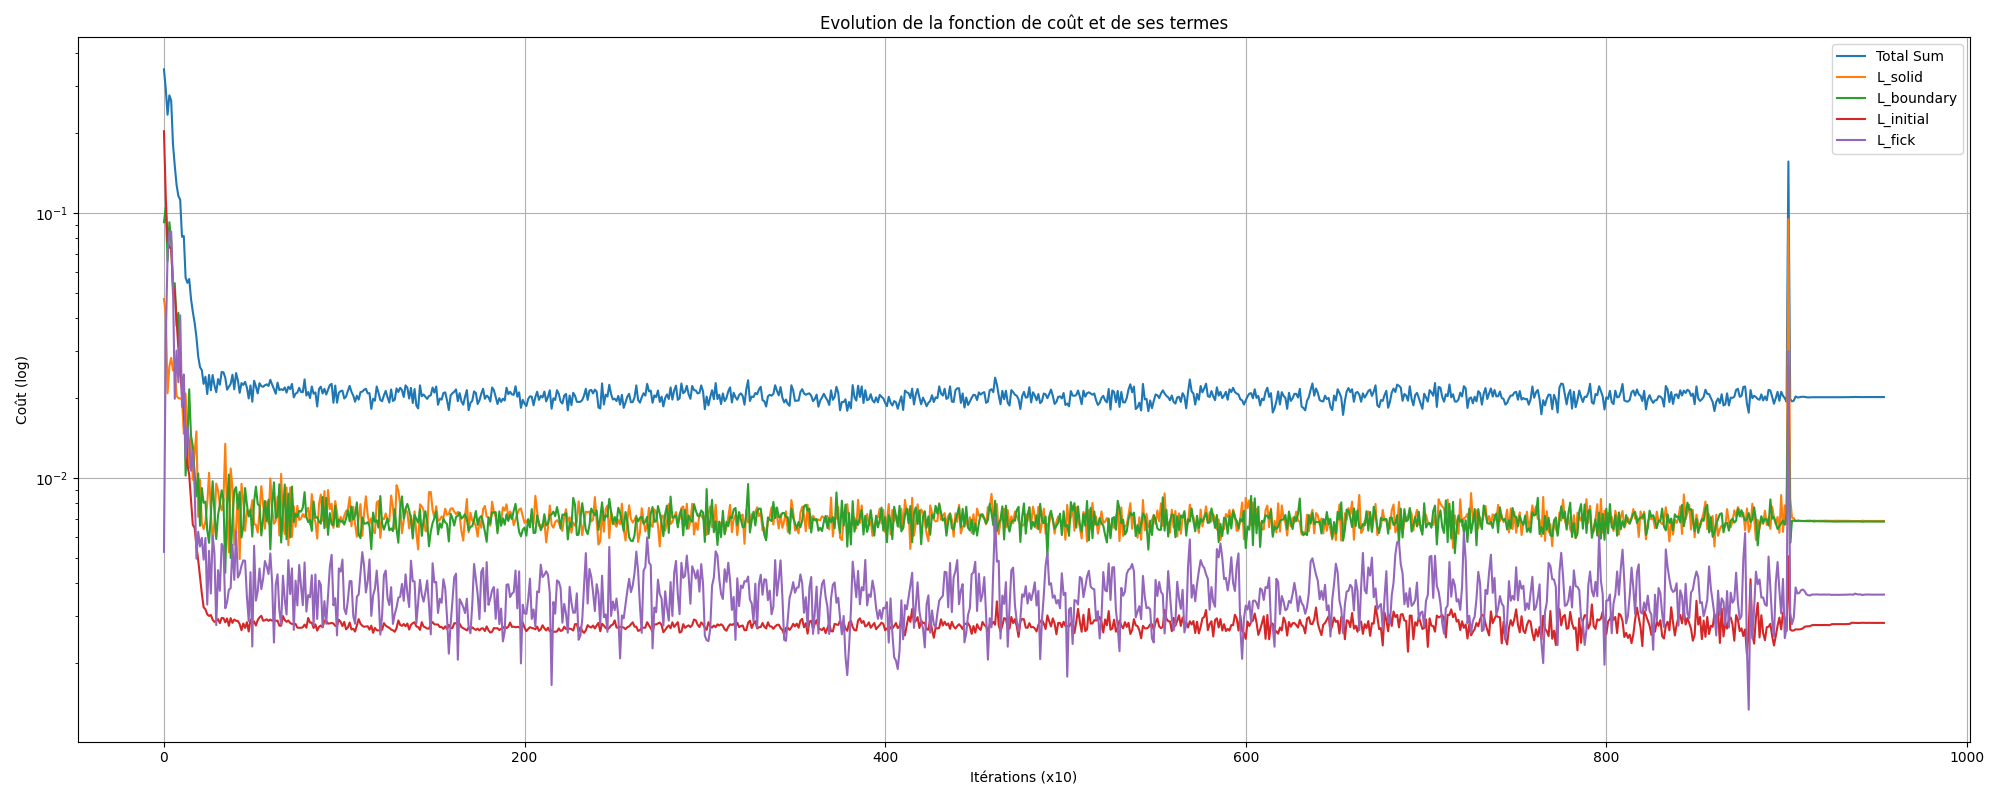 Evolution de la fonction de coût et de ses termes
Total Sum
L_solid
L_boundary
L_initial
L_fick
Coût (log)
10⁻¹
10⁻²
0
200
400
600
800
1000
Itérations (x10)